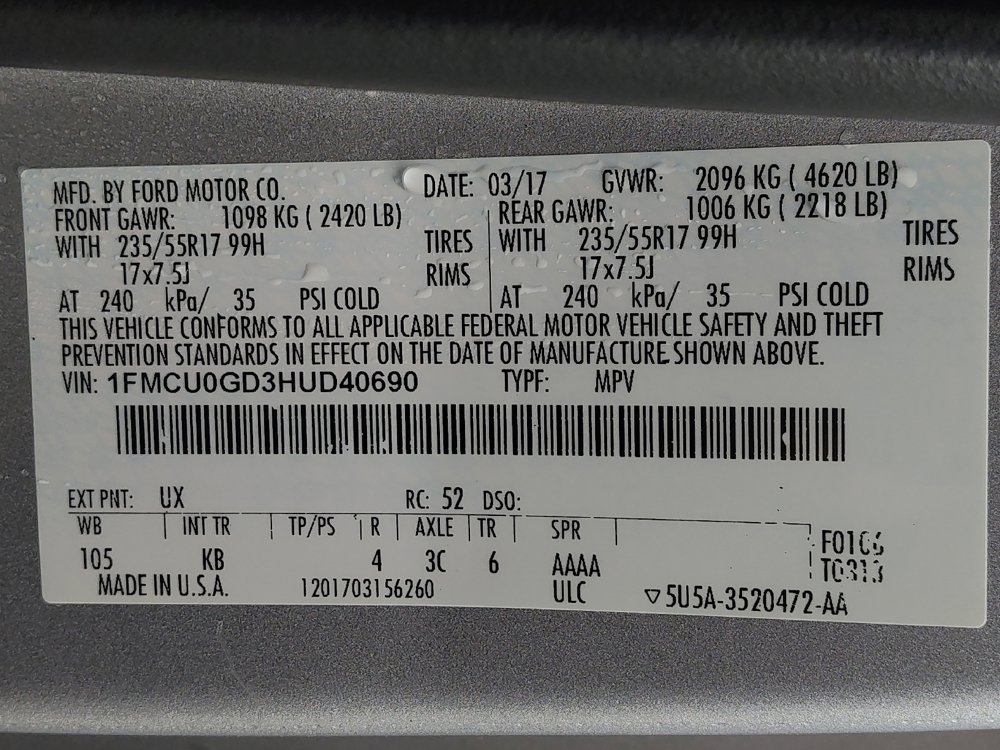 MFD. BY FORD MOTOR CO. DATE: 03/17 GVWR: 2096 KG ( 4620 LB)
FRONT GAWR: 1098 KG ( 2420 LB) REAR GAWR: 1006 KG ( 2218 LB)
WITH 235/55R17 99H TIRES WITH 235/55R17 99H TIRES
17x7.5J RIMS 17x7.5J RIMS
AT 240 kPa/ 35 PSI COLD AT 240 kPa/ 35 PSI COLD
THIS VEHICLE CONFORMS TO ALL APPLICABLE FEDERAL MOTOR VEHICLE SAFETY AND THEFT
PREVENTION STANDARDS IN EFFECT ON THE DATE OF MANUFACTURE SHOWN ABOVE.
VIN: 1FMCU0GD3HUD40690 TYPE: MPV
EXT PNT: UX RC: 52 DSO:
WB INT TR TP/PS R AXLE TR SPR
F0106
105 KB 4 3C 6 AAAA
T0313
MADE IN U.S.A. 1201703156260 ULC ▽5U5A-3520472-AA